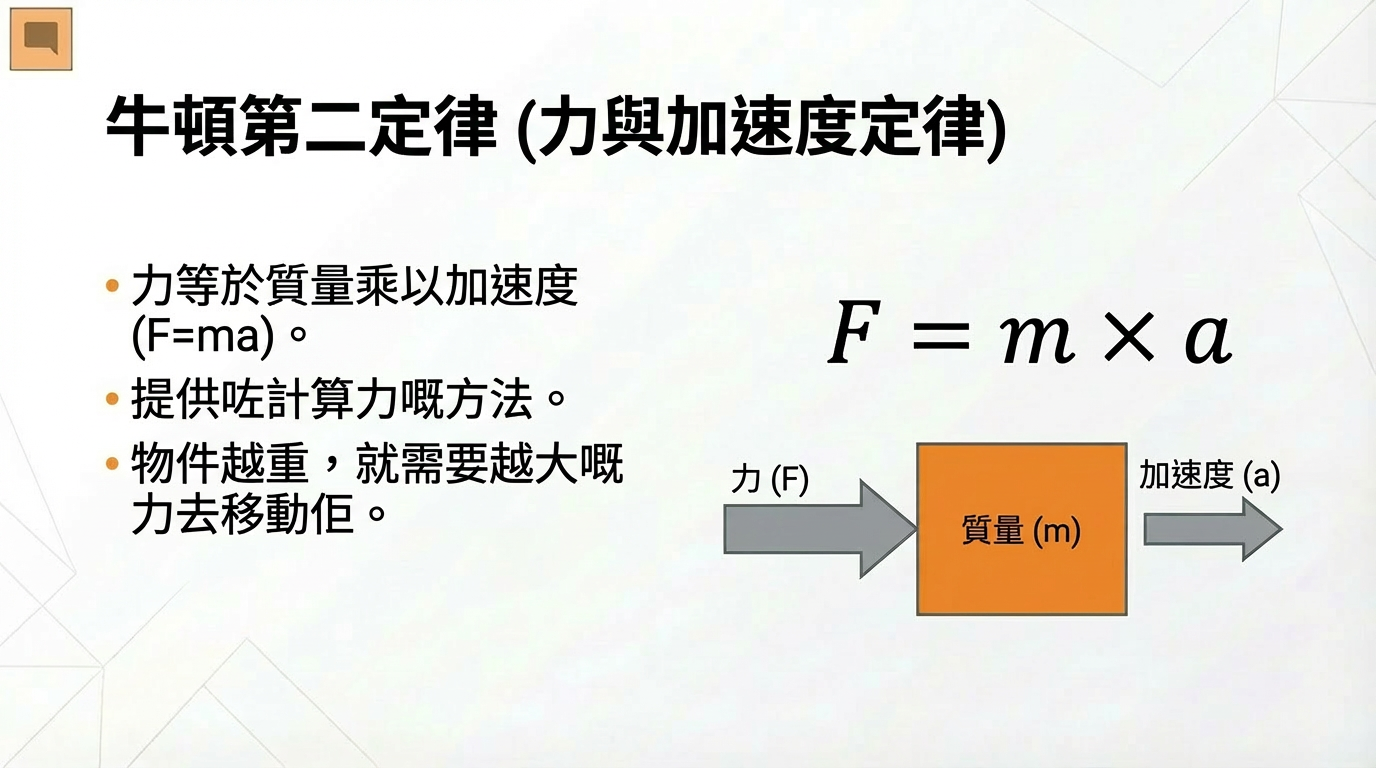 牛頓第二定律 (力與加速度定律)
• 力等於質量乘以加速度
(F=ma)。
• 提供咗計算力嘅方法。
• 物件越重，就需要越大嘅
力去移動佢。
F = m × a
力 (F)
質量 (m)
加速度 (a)